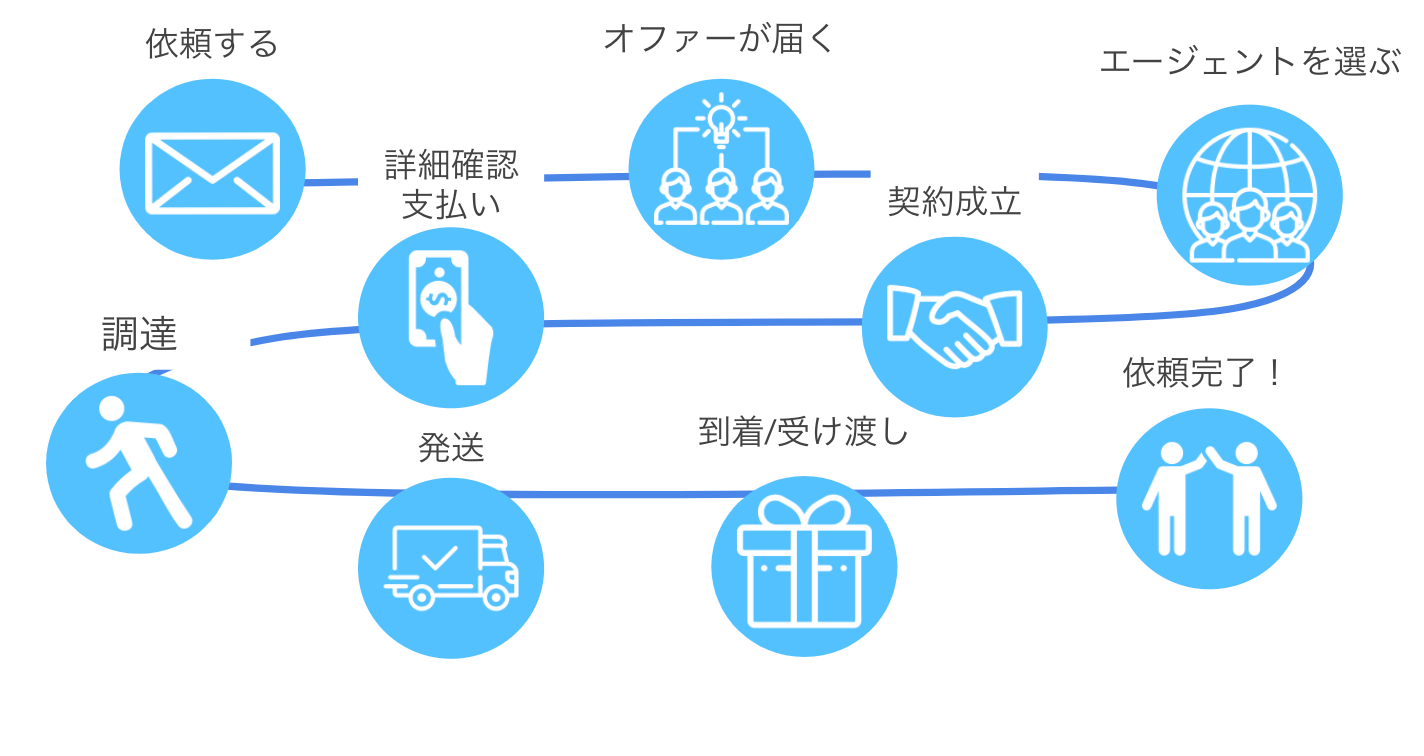 依頼する
オファーが届く
エージェントを選ぶ
契約成立
詳細確認
支払い
調達
発送
到着/受け渡し
依頼完了！